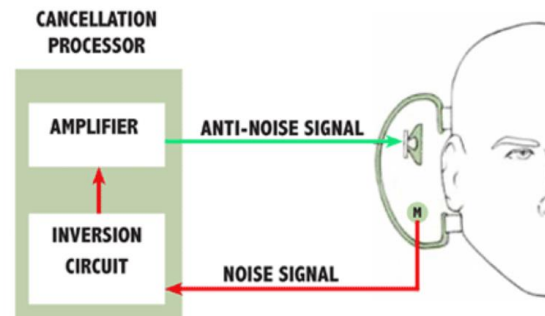 CANCELLATION
PROCESSOR
AMPLIFIER
ANTI-NOISE SIGNAL
M
INVERSION
CIRCUIT
NOISE SIGNAL